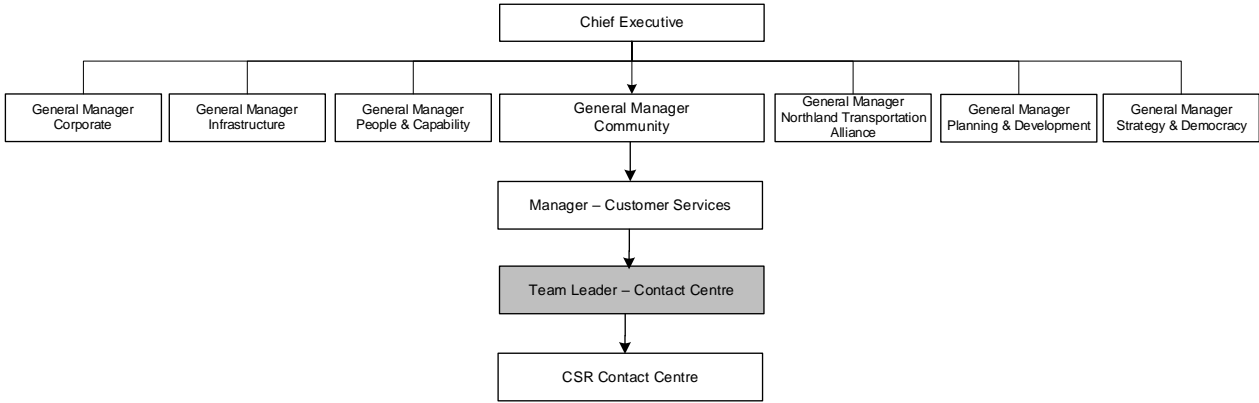 Chief Executive
General Manager
Corporate
General Manager
Infrastructure
General Manager
People & Capability
General Manager
Community
General Manager
Northland Transportation
Alliance
General Manager
Planning & Development
General Manager
Strategy & Democracy
Manager – Customer Services
Team Leader – Contact Centre
CSR Contact Centre